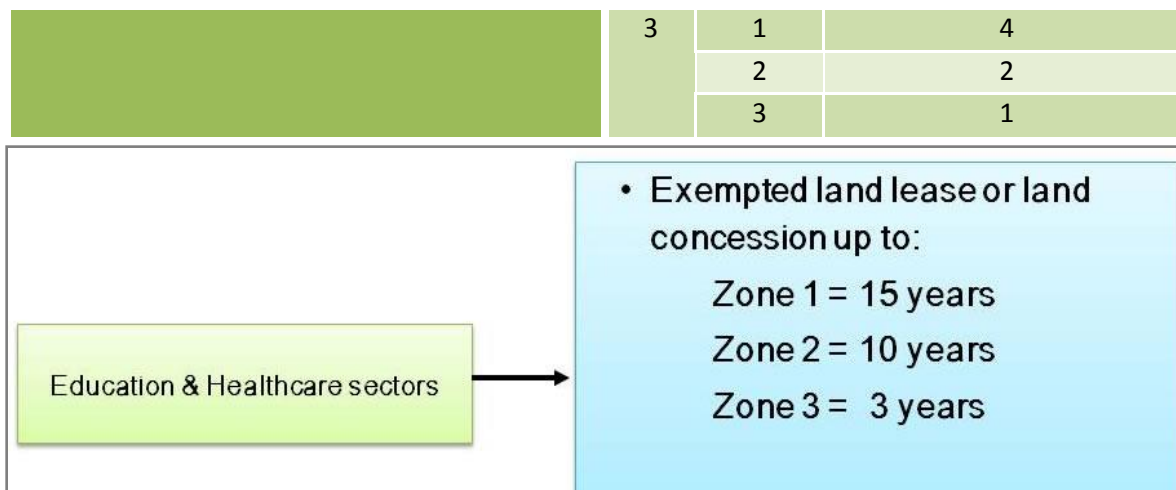 3 1 4
2 2
3 1
• Exempted land lease or land
concession up to:
Zone 1 = 15 years
Zone 2 = 10 years
Zone 3 = 3 years
Education & Healthcare sectors